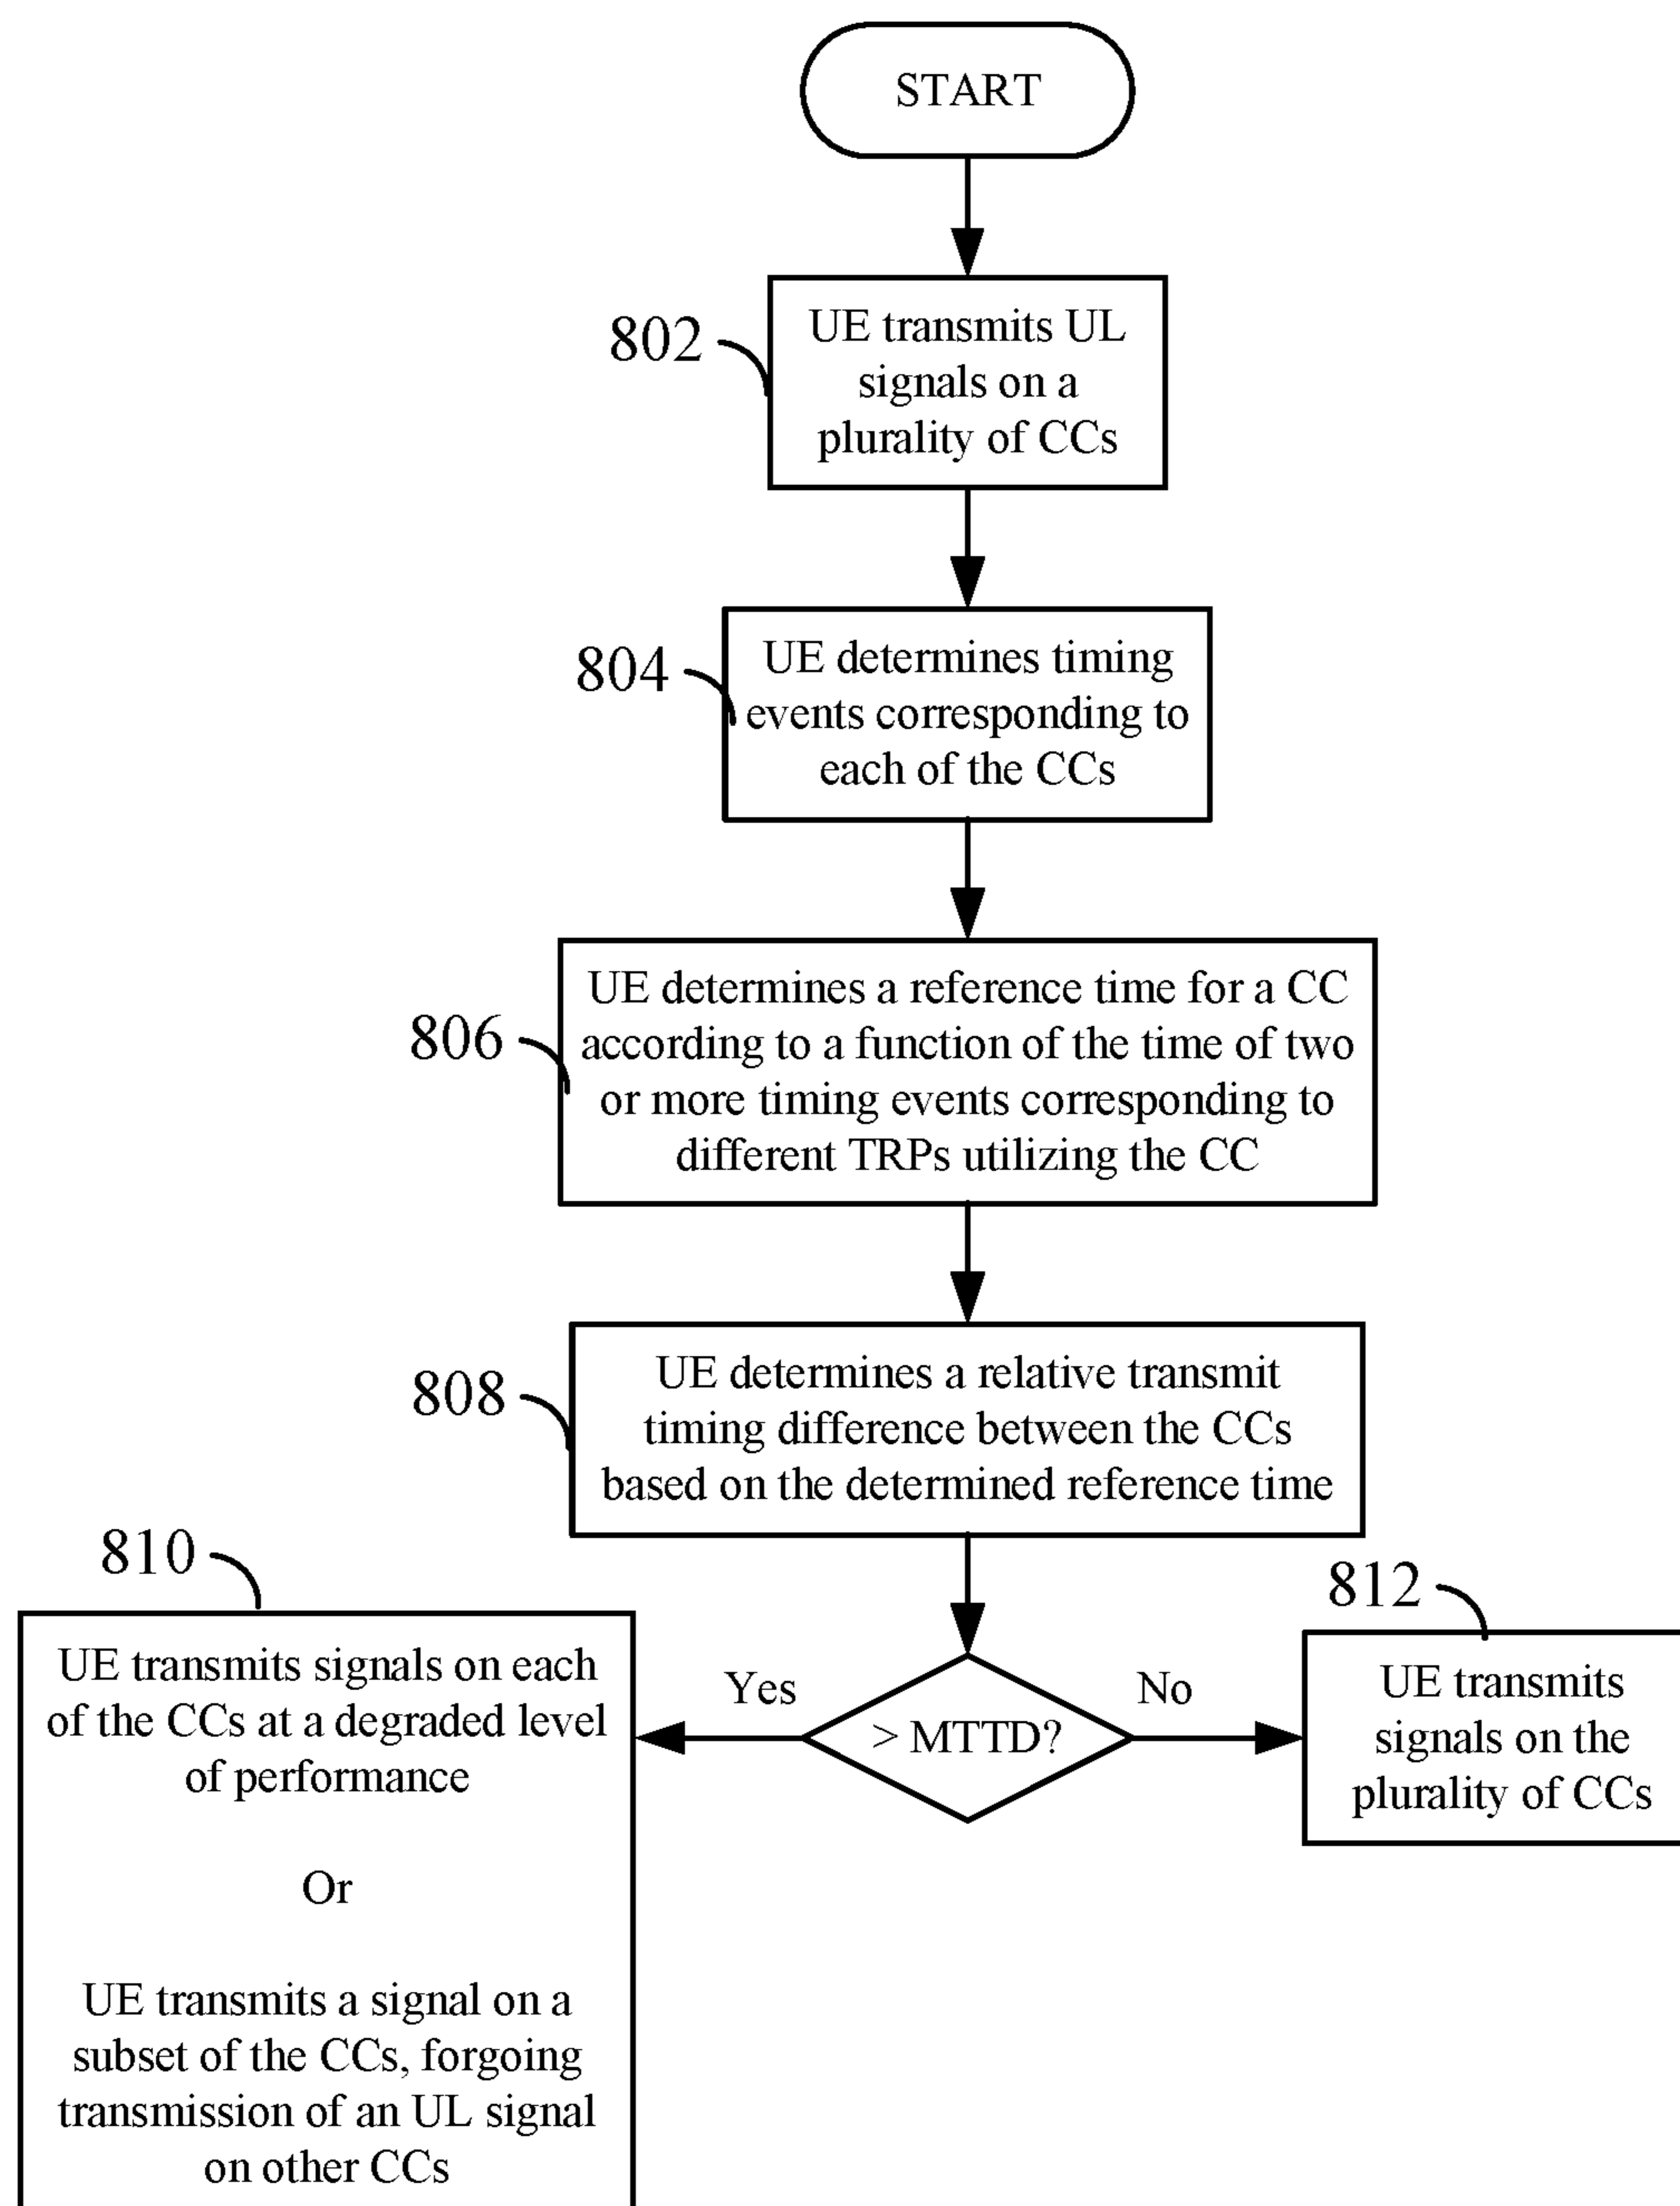 START
802
UE transmits UL
signals on a
plurality of CCs
804
UE determines timing
events corresponding to
each of the CCs
806
UE determines a reference time for a CC
according to a function of the time of two
or more timing events corresponding to
different TRPs utilizing the CC
808
UE determines a relative transmit
timing difference between the CCs
based on the determined reference time
> MTTD?
Yes
No
810
UE transmits signals on each
of the CCs at a degraded level
of performance
Or
UE transmits a signal on a
subset of the CCs, forgoing
transmission of an UL signal
on other CCs
812
UE transmits
signals on the
plurality of CCs